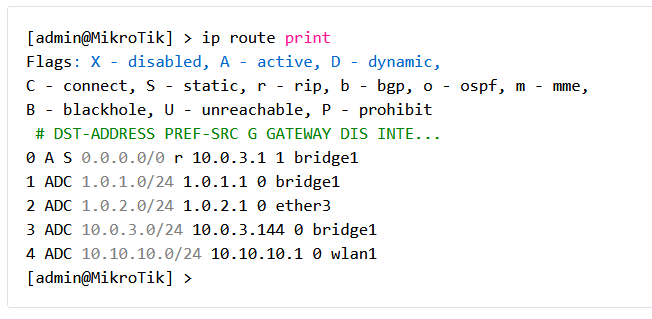 [admin@MikroTik] > ip route print
Flags: X - disabled, A - active, D - dynamic,
C - connect, S - static, r - rip, b - bgp, o - ospf, m - mme,
B - blackhole, U - unreachable, P - prohibit
# DST-ADDRESS PREF-SRC G GATEWAY DIS INTE...
0 A S 0.0.0.0/0 r 10.0.3.1 1 bridge1
1 ADC 1.0.1.0/24 1.0.1.1 0 bridge1
2 ADC 1.0.2.0/24 1.0.2.1 0 ether3
3 ADC 10.0.3.0/24 10.0.3.144 0 bridge1
4 ADC 10.10.10.0/24 10.10.10.1 0 wlan1
[admin@MikroTik] >